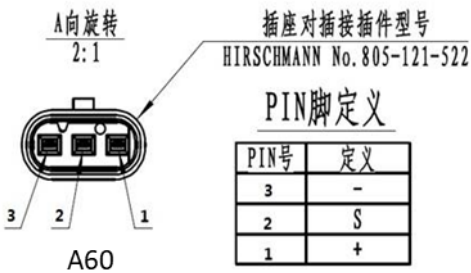 A向旋转
2:1
插座对插接插件型号
HIRSCHMANN No.805-121-522
PIN脚定义
PIN号 定义
3 -
2 S
1 +
3 2 1
A60